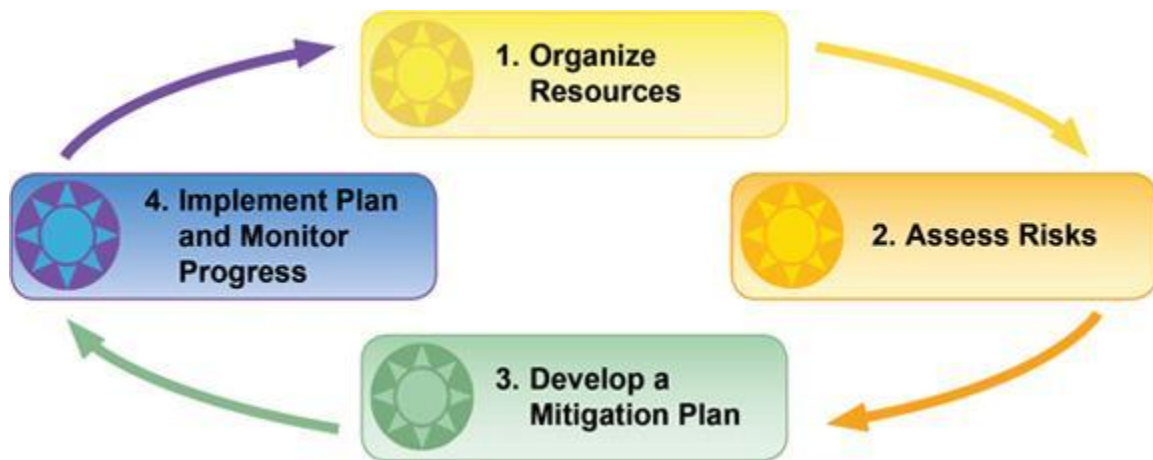 1. Organize
Resources
2. Assess Risks
3. Develop a
Mitigation Plan
4. Implement Plan
and Monitor
Progress